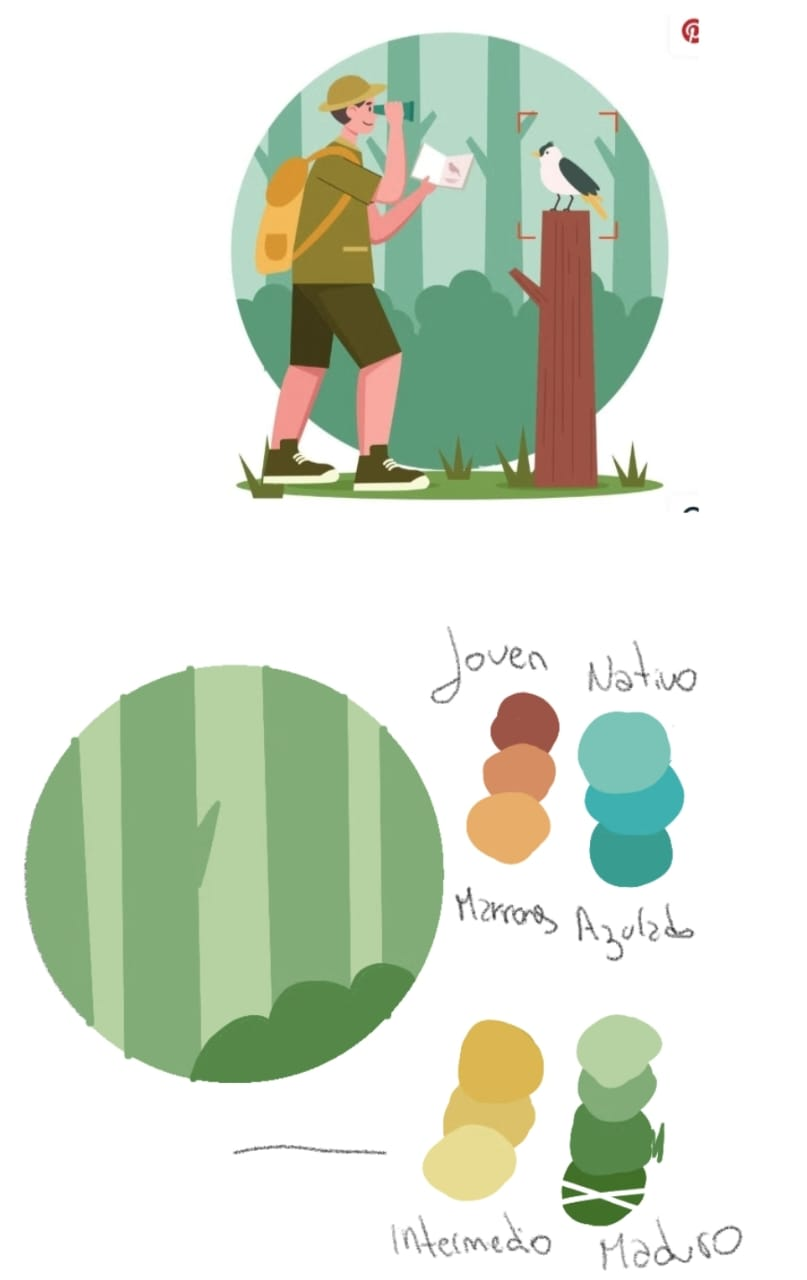 Joven
Nativo
Marrones
Azulado
Intermedio
Maduro